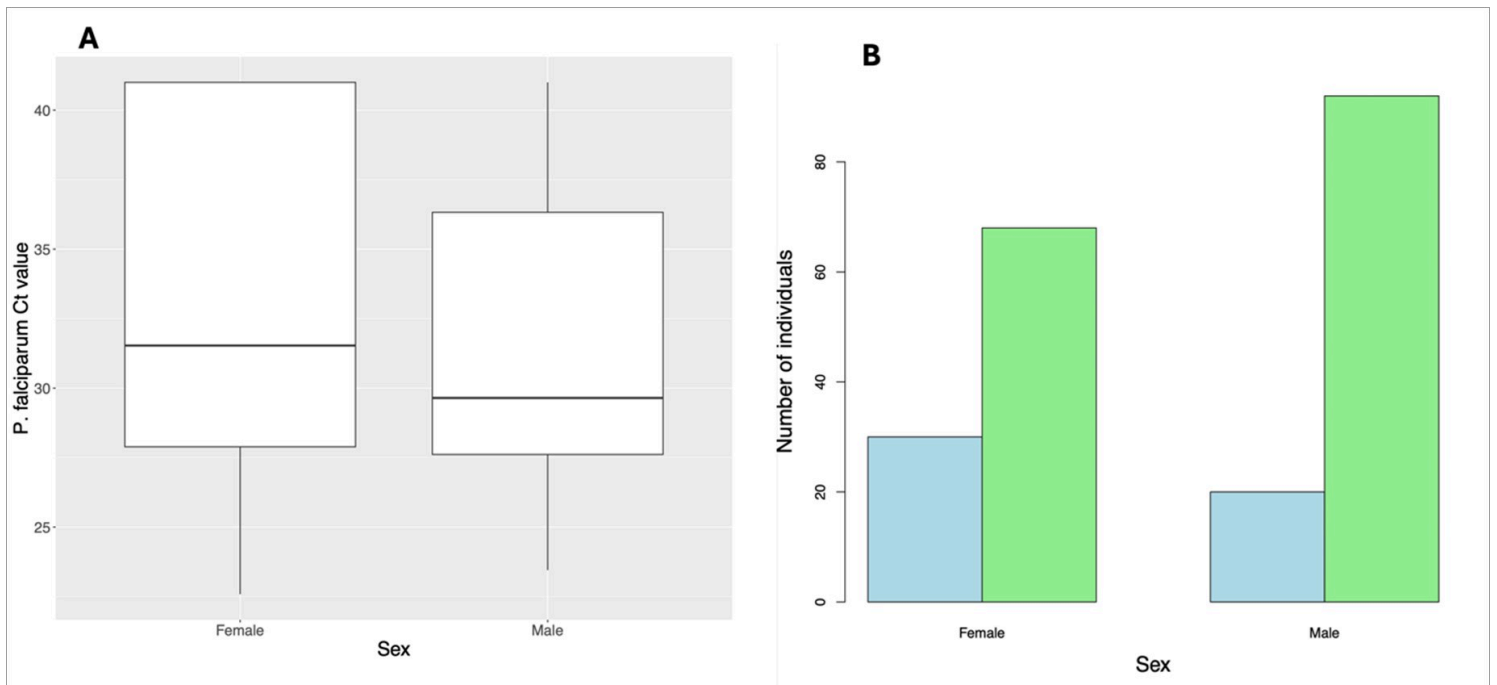 A
P. falciparum Ct value
40
35
30
25
Female Male
Sex
B
Number of individuals
80
60
40
20
0
Female Male
Sex